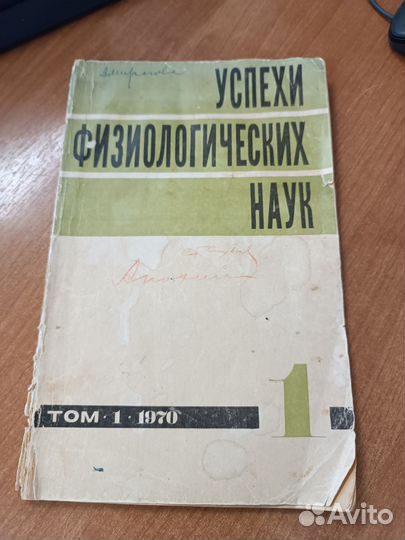 УСПЕХИ
ФИЗИОЛОГИЧЕСКИХ
НАУК
ТОМ · 1 · 1970
1
Avito